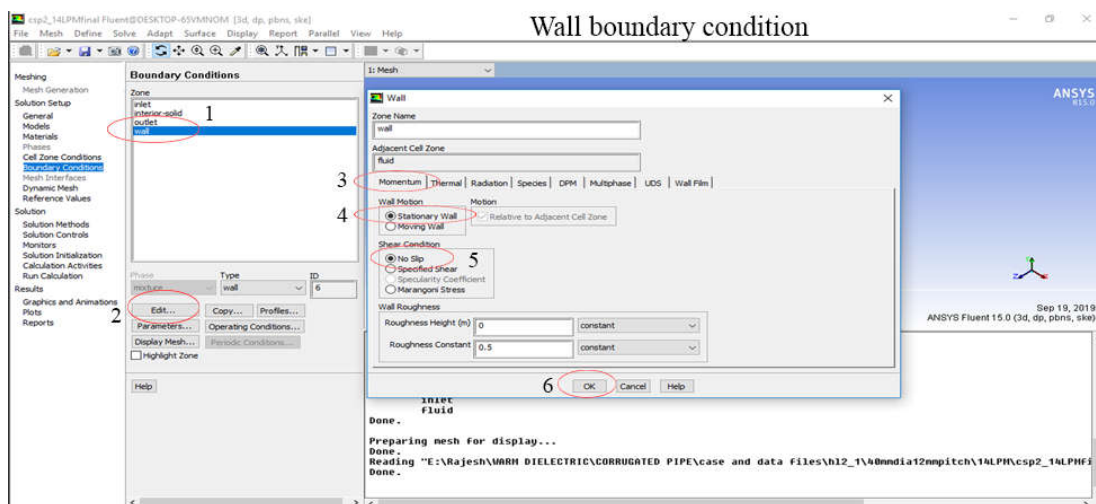 csp2_14LPMfinal Fluent@DESKTOP-65VMNOM [3d, dp, pbns, ske]
Wall boundary condition
File Mesh Define Solve Adapt Surface Display Report Parallel View Help
Meshing
Mesh Generation
Solution Setup
General
Models
Materials
Phases
Cell Zone Conditions
Boundary Conditions
Mesh Interfaces
Dynamic Mesh
Reference Values
Solution
Solution Methods
Solution Controls
Monitors
Solution Initialization
Calculation Activities
Run Calculation
Results
Graphics and Animations
Plots
Reports
Boundary Conditions
Zone
inlet
interior-solid
outlet
wall
1
Phase Type ID
mixture wall 6
2
Edit... Copy... Profiles...
Parameters... Operating Conditions...
Display Mesh... Periodic Conditions...
Highlight Zone
Help
1: Mesh
ANSYS
R15.0
Wall
Zone Name
wall
Adjacent Cell Zone
fluid
3
Momentum Thermal Radiation Species DPM Multiphase UDS Wall Film
Wall Motion Motion
4
Stationary Wall Relative to Adjacent Cell Zone
Moving Wall
Shear Condition
No Slip
5
Specified Shear
Specularity Coefficient
Marangoni Stress
Wall Roughness
Roughness Height (m) 0 constant
Roughness Constant 0.5 constant
6
OK Cancel Help
Sep 19, 2019
ANSYS Fluent 15.0 (3d, dp, pbns, ske)
inlet
fluid
Done.
Preparing mesh for display...
Done.
Reading "E:\Rajesh\WARM DIELECTRIC\CORRUGATED PIPE\case and data files\hl2_1\40mmdia12mmpitch\14LPM\csp2_14LPMfi
Done.